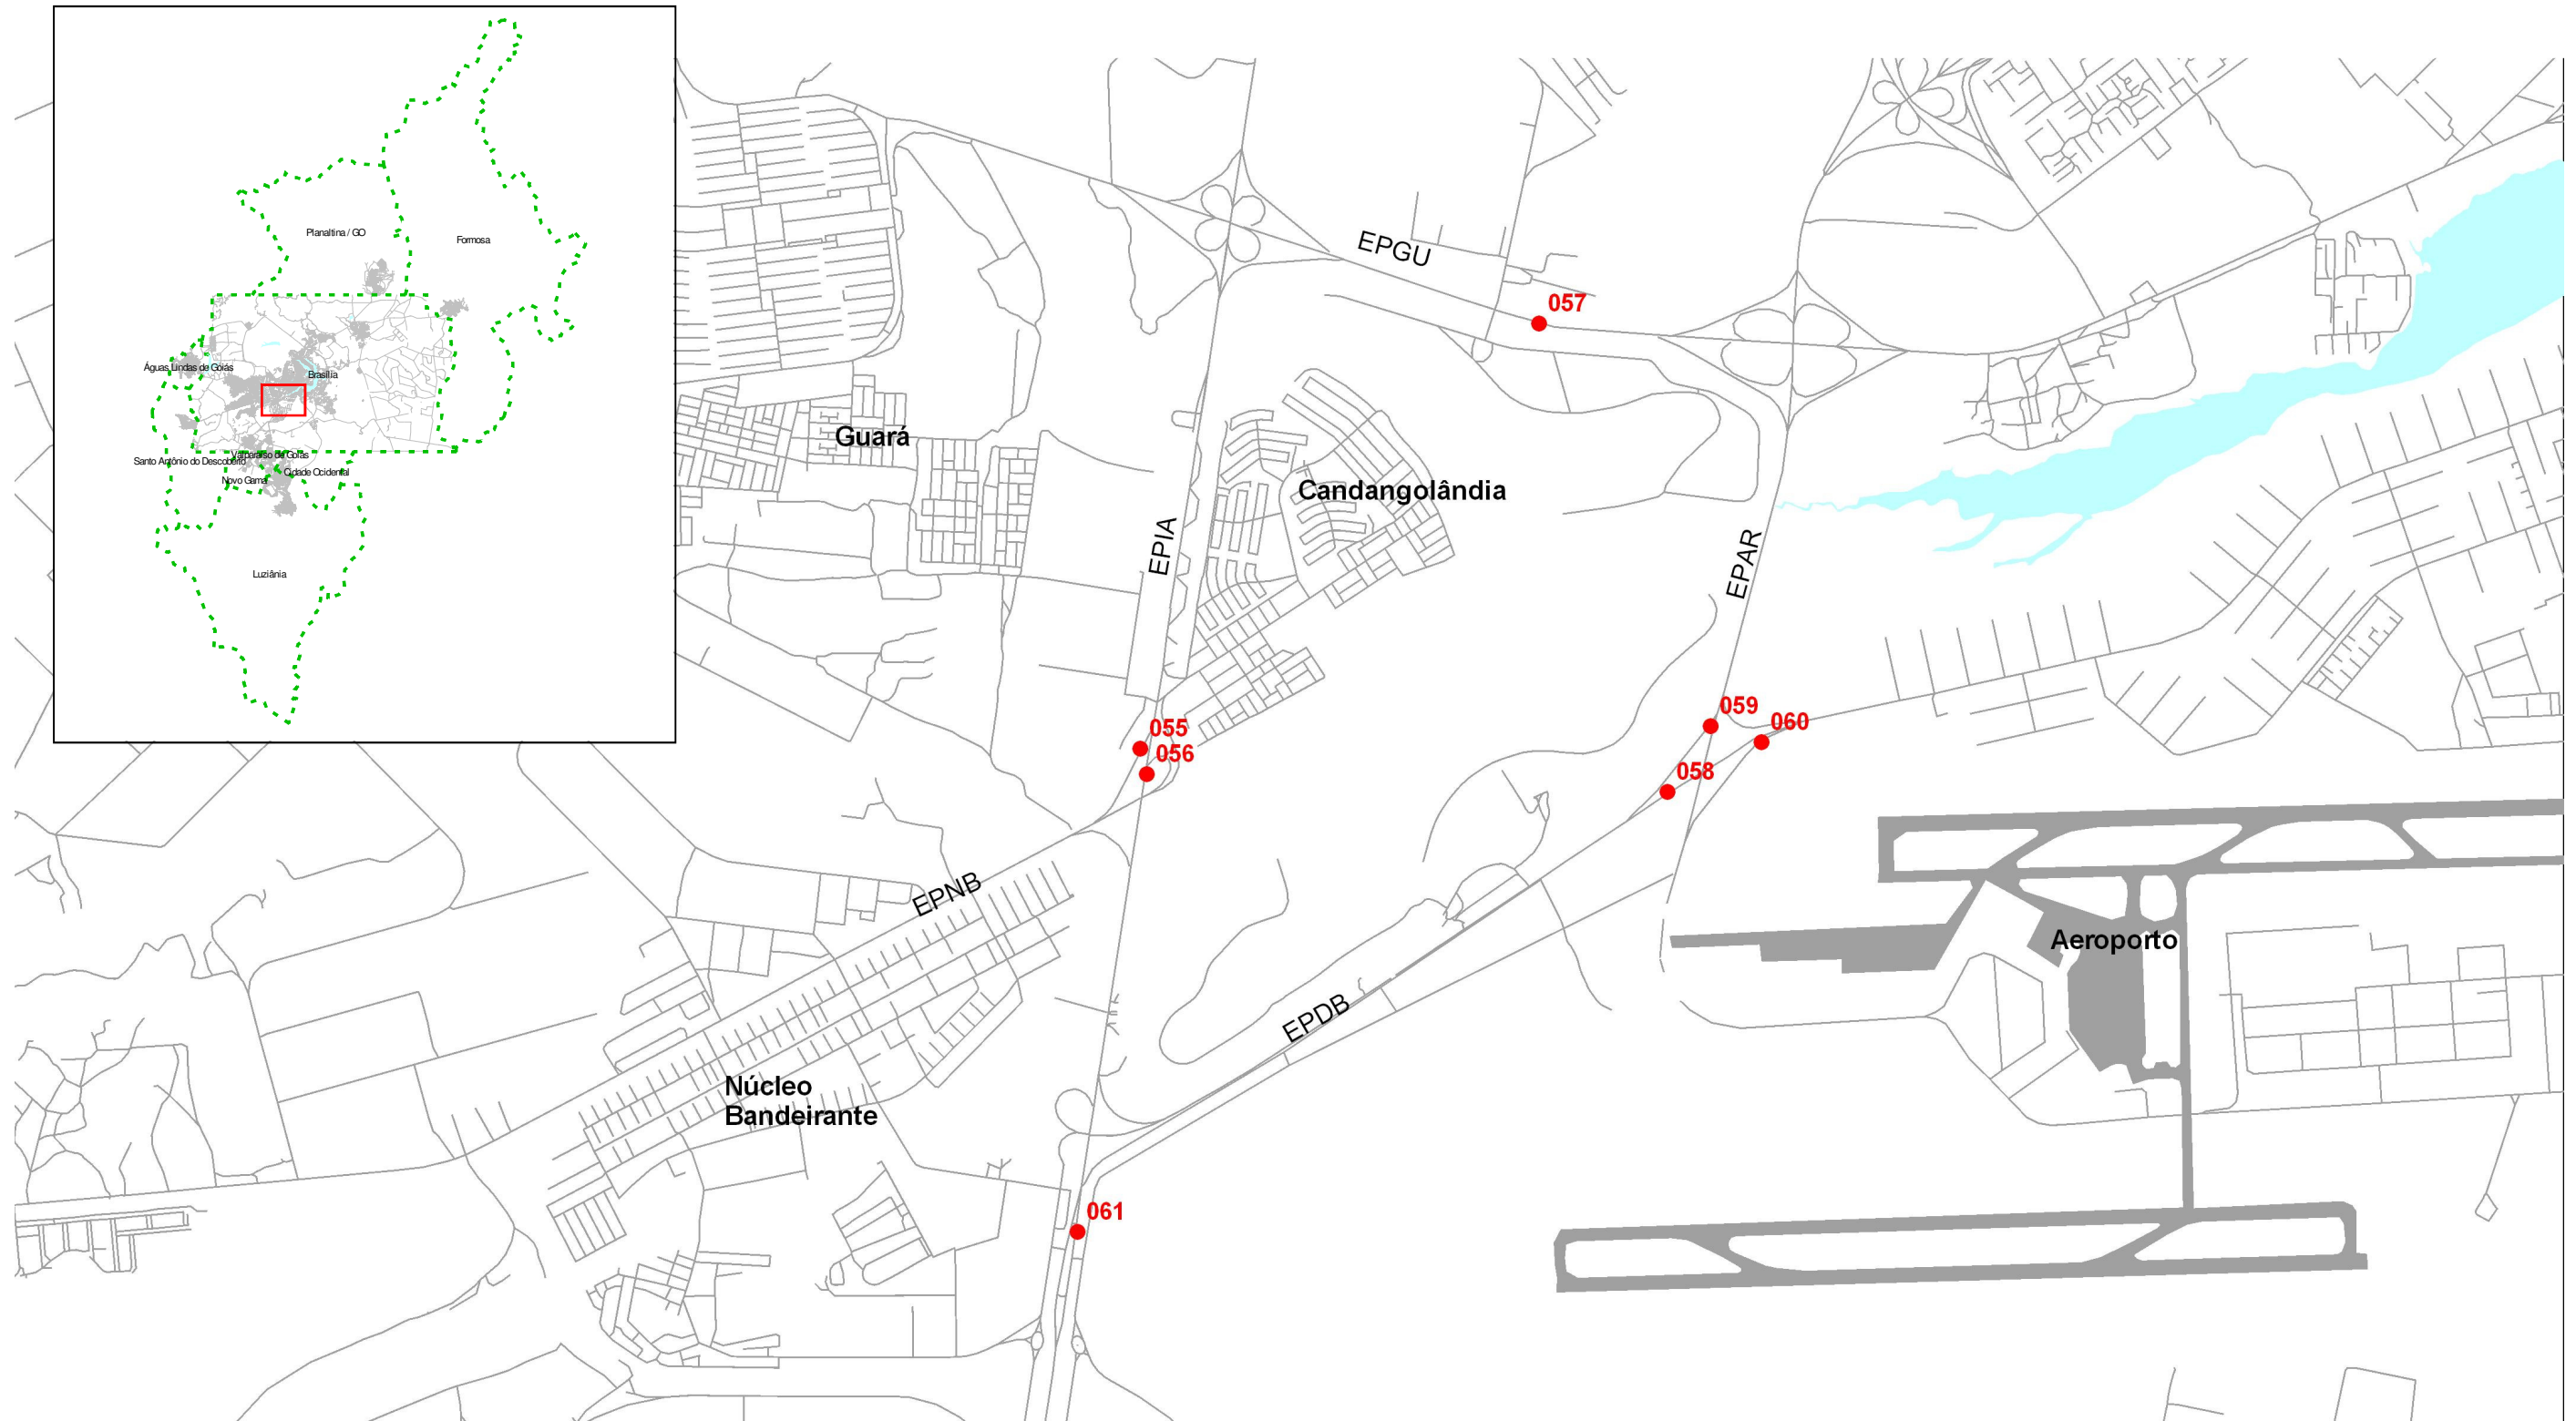 Planaltina / GO
Formosa
Águas Lindas de Goiás
Brasília
Valparaíso de Goiás
Santo Antônio do Descoberto
Cidade Ocidental
Novo Gama
Luziânia
EPGU
057
Guará
Candangolândia
EPIA
EPAR
059
060
055
056
058
EPNB
Aeroporto
EPDB
Núcleo
Bandeirante
061